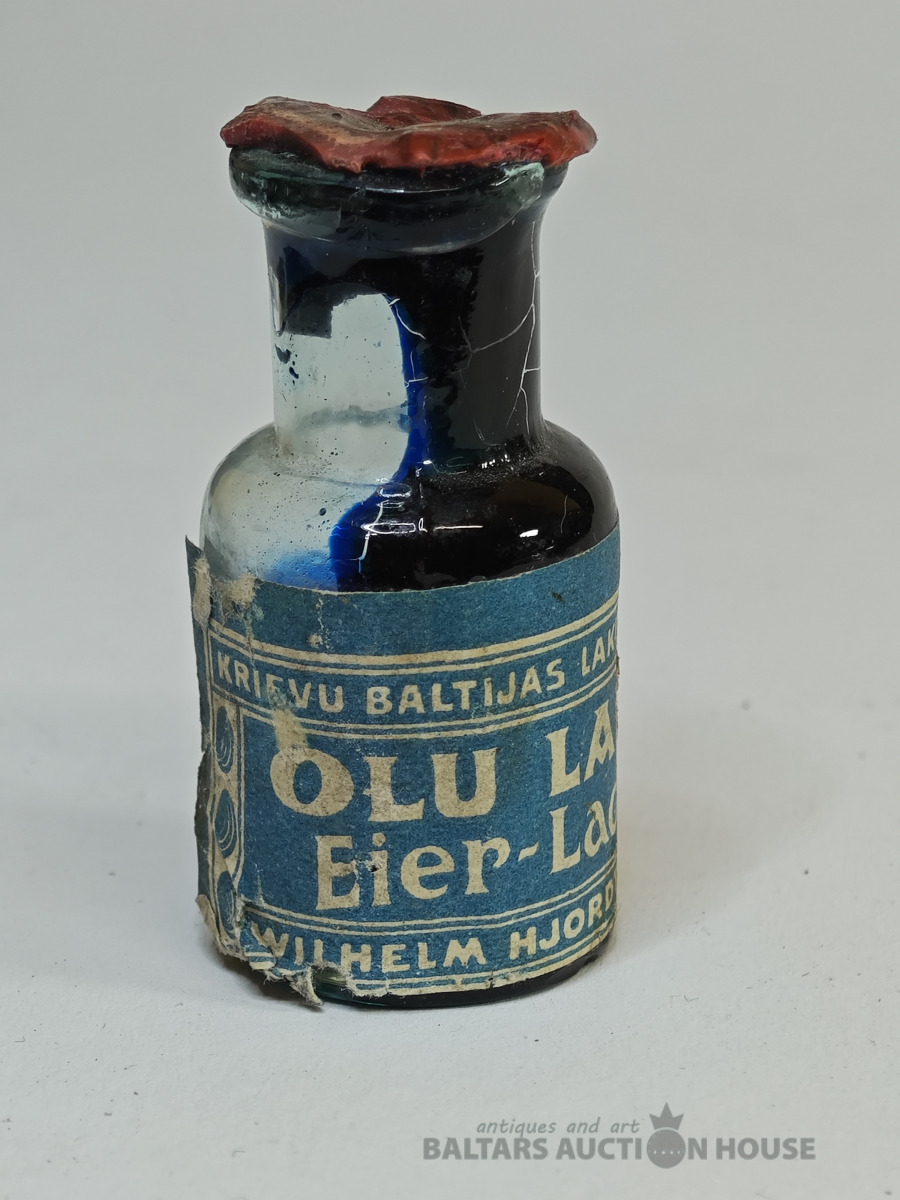 KRIEVU BALTIJAS LAK
OLU LA
Eier-Lac
WILHELM HJORD
antiques and art
BALTARS AUCTION HOUSE